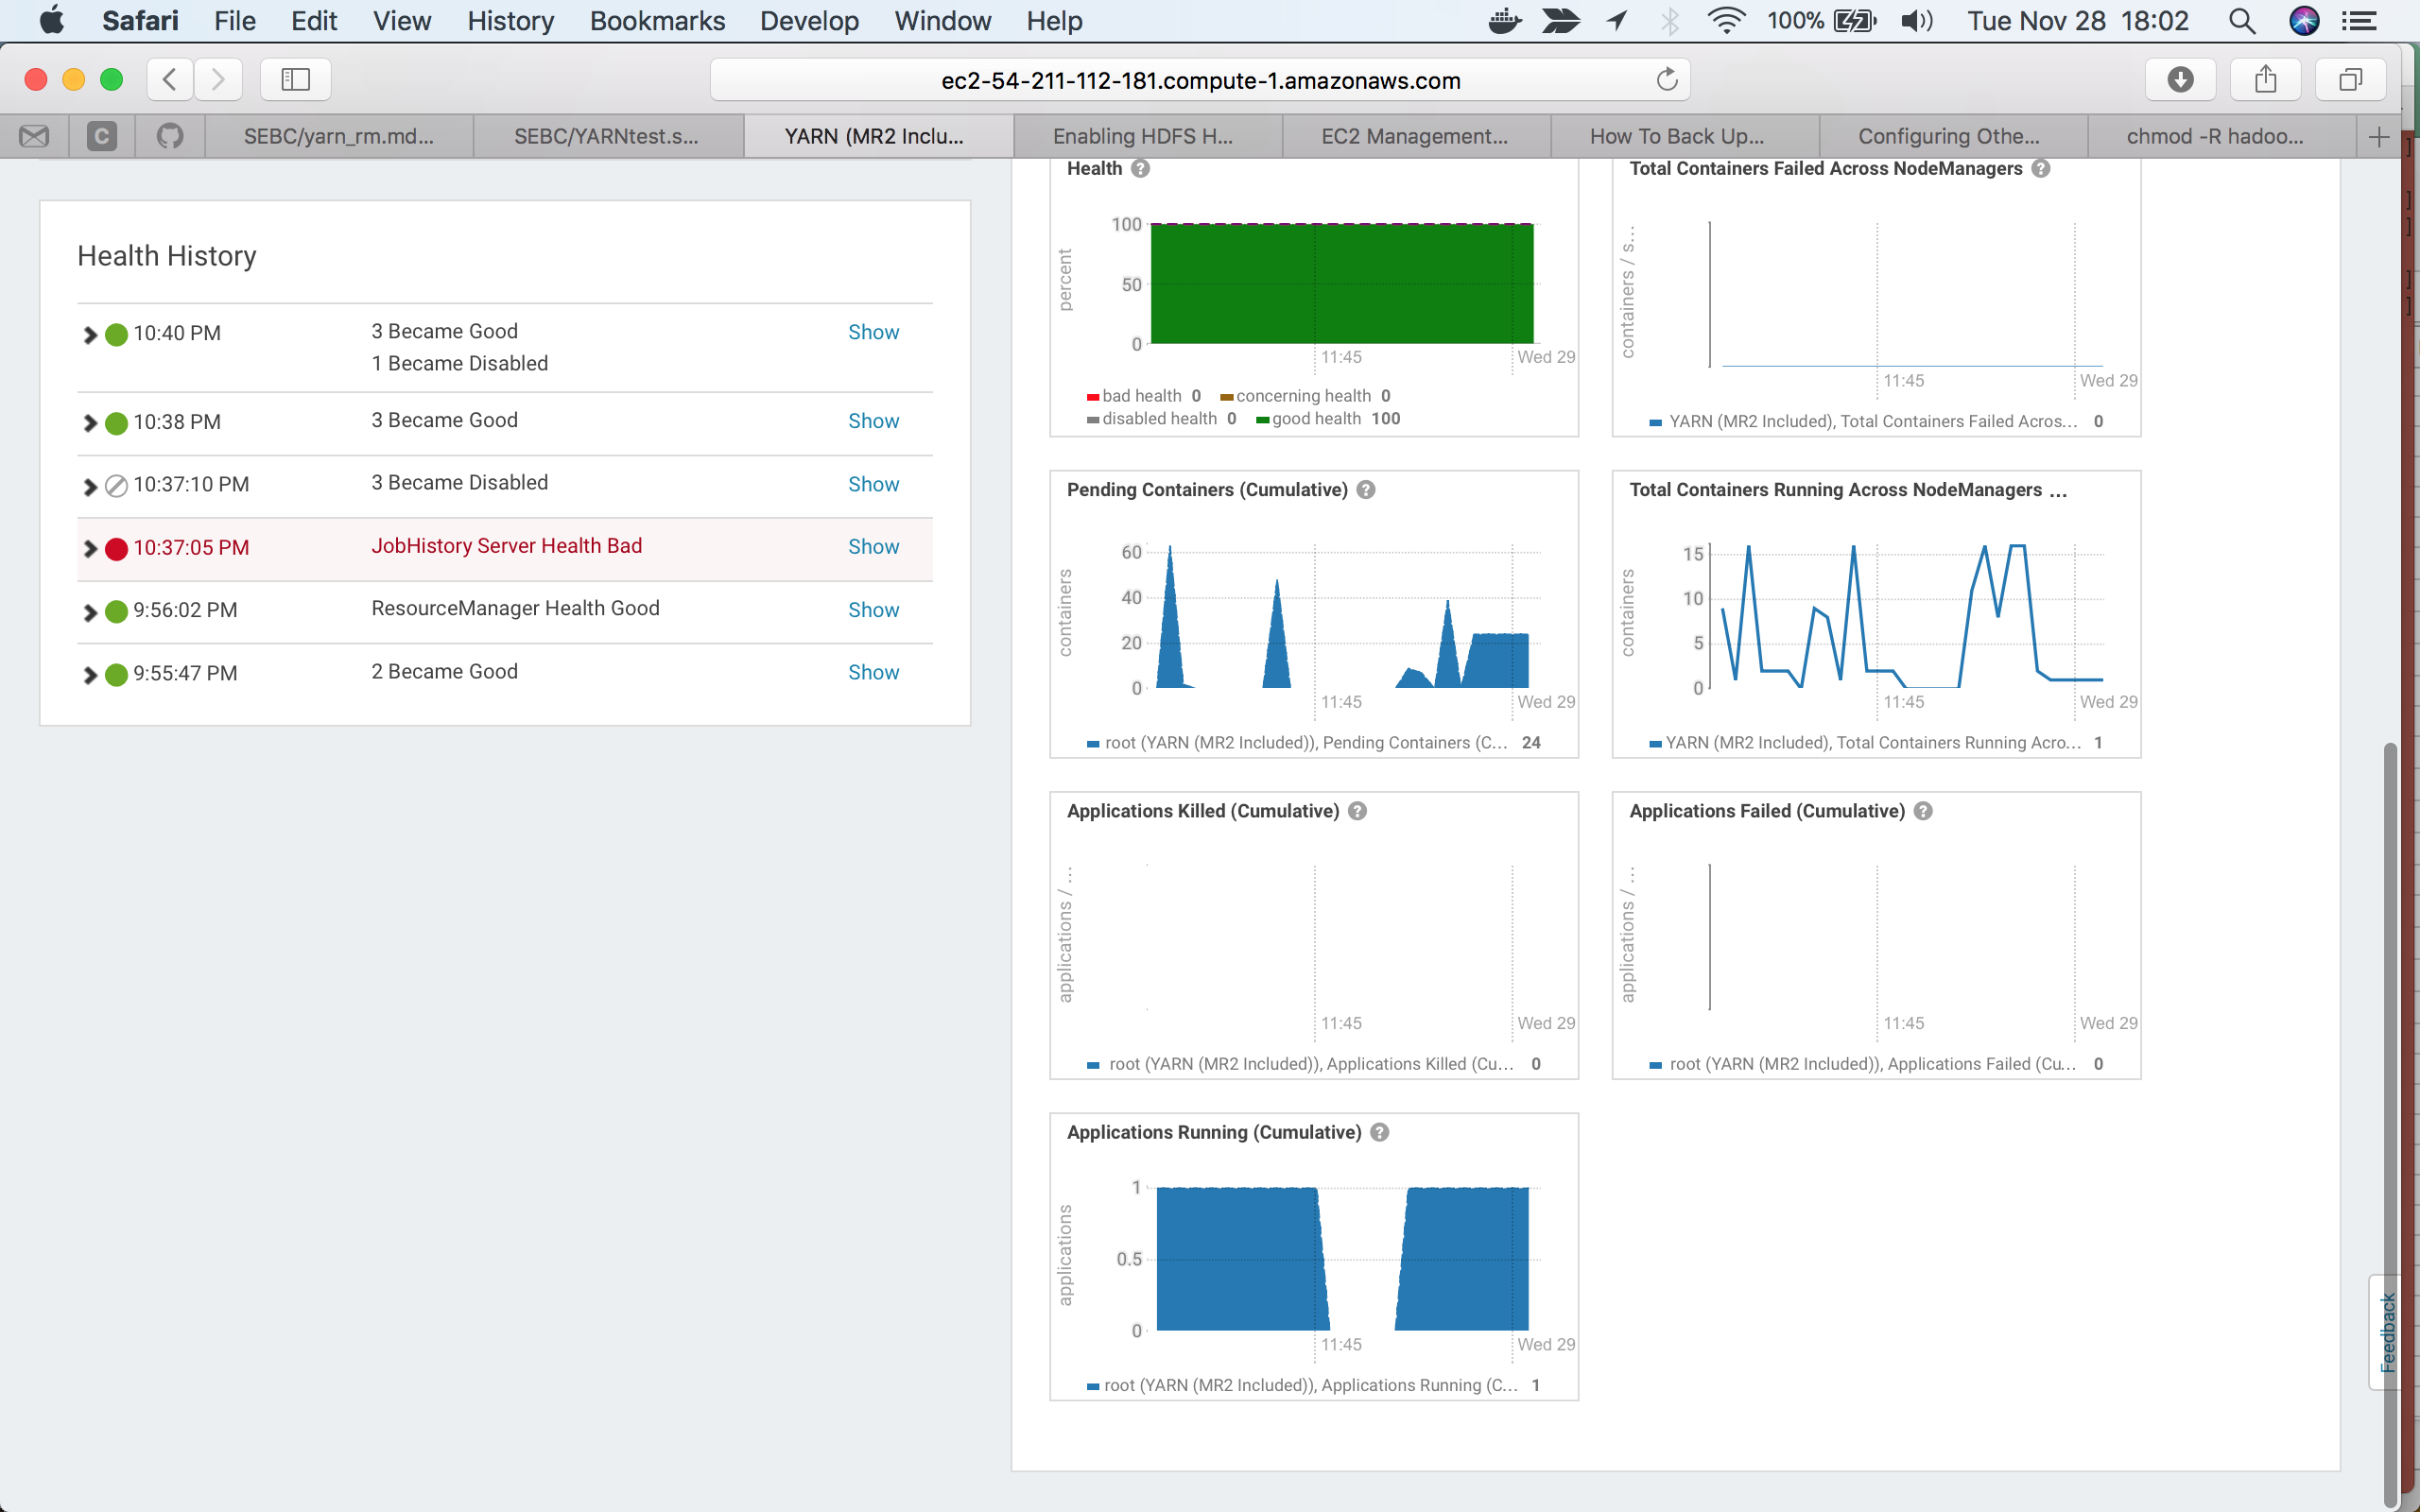 Safari File Edit View History Bookmarks Develop Window Help 100% Tue Nov 28 18:02
ec2-54-211-112-181.compute-1.amazonaws.com
C SEBC/yarn_rm.md... SEBC/YARNtest.s... YARN (MR2 Inclu... Enabling HDFS H... EC2 Management... How To Back Up... Configuring Othe... chmod -R hadoo...
Health History
10:40 PM 3 Became Good Show
1 Became Disabled
10:38 PM 3 Became Good Show
10:37:10 PM 3 Became Disabled Show
10:37:05 PM JobHistory Server Health Bad Show
9:56:02 PM ResourceManager Health Good Show
9:55:47 PM 2 Became Good Show
Health ?
percent
100
50
0
11:45 Wed 29
bad health 0 concerning health 0
disabled health 0 good health 100
Total Containers Failed Across NodeManagers ?
containers / s...
11:45 Wed 29
YARN (MR2 Included), Total Containers Failed Acros... 0
Pending Containers (Cumulative) ?
containers
60
40
20
0
11:45 Wed 29
root (YARN (MR2 Included)), Pending Containers (C... 24
Total Containers Running Across NodeManagers ...
containers
15
10
5
0
11:45 Wed 29
YARN (MR2 Included), Total Containers Running Acro... 1
Applications Killed (Cumulative) ?
applications / ...
11:45 Wed 29
root (YARN (MR2 Included)), Applications Killed (Cu... 0
Applications Failed (Cumulative) ?
applications / ...
11:45 Wed 29
root (YARN (MR2 Included)), Applications Failed (Cu... 0
Applications Running (Cumulative) ?
applications
1
0.5
0
11:45 Wed 29
root (YARN (MR2 Included)), Applications Running (C... 1
Feedback